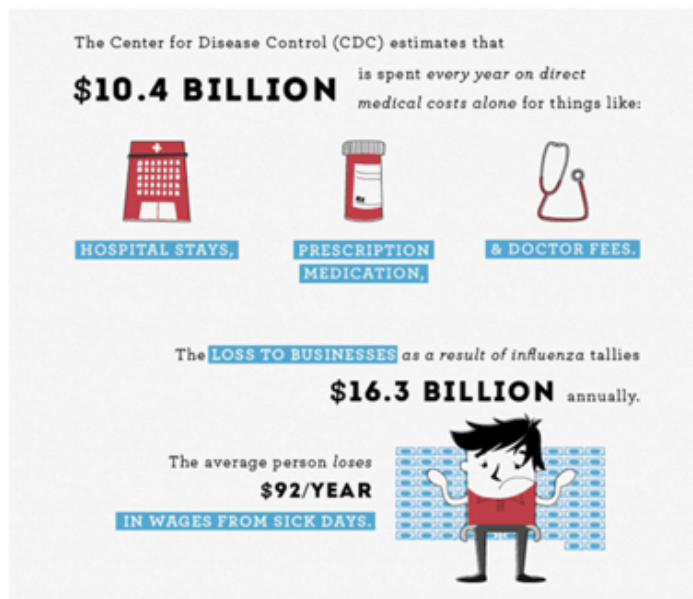 The Center for Disease Control (CDC) estimates that
$10.4 BILLION
is spent every year on direct
medical costs alone for things like:
HOSPITAL STAYS,
PRESCRIPTION
MEDICATION,
& DOCTOR FEES.
The LOSS TO BUSINESSES as a result of influenza tallies
$16.3 BILLION annually.
The average person loses
$92/YEAR
IN WAGES FROM SICK DAYS.